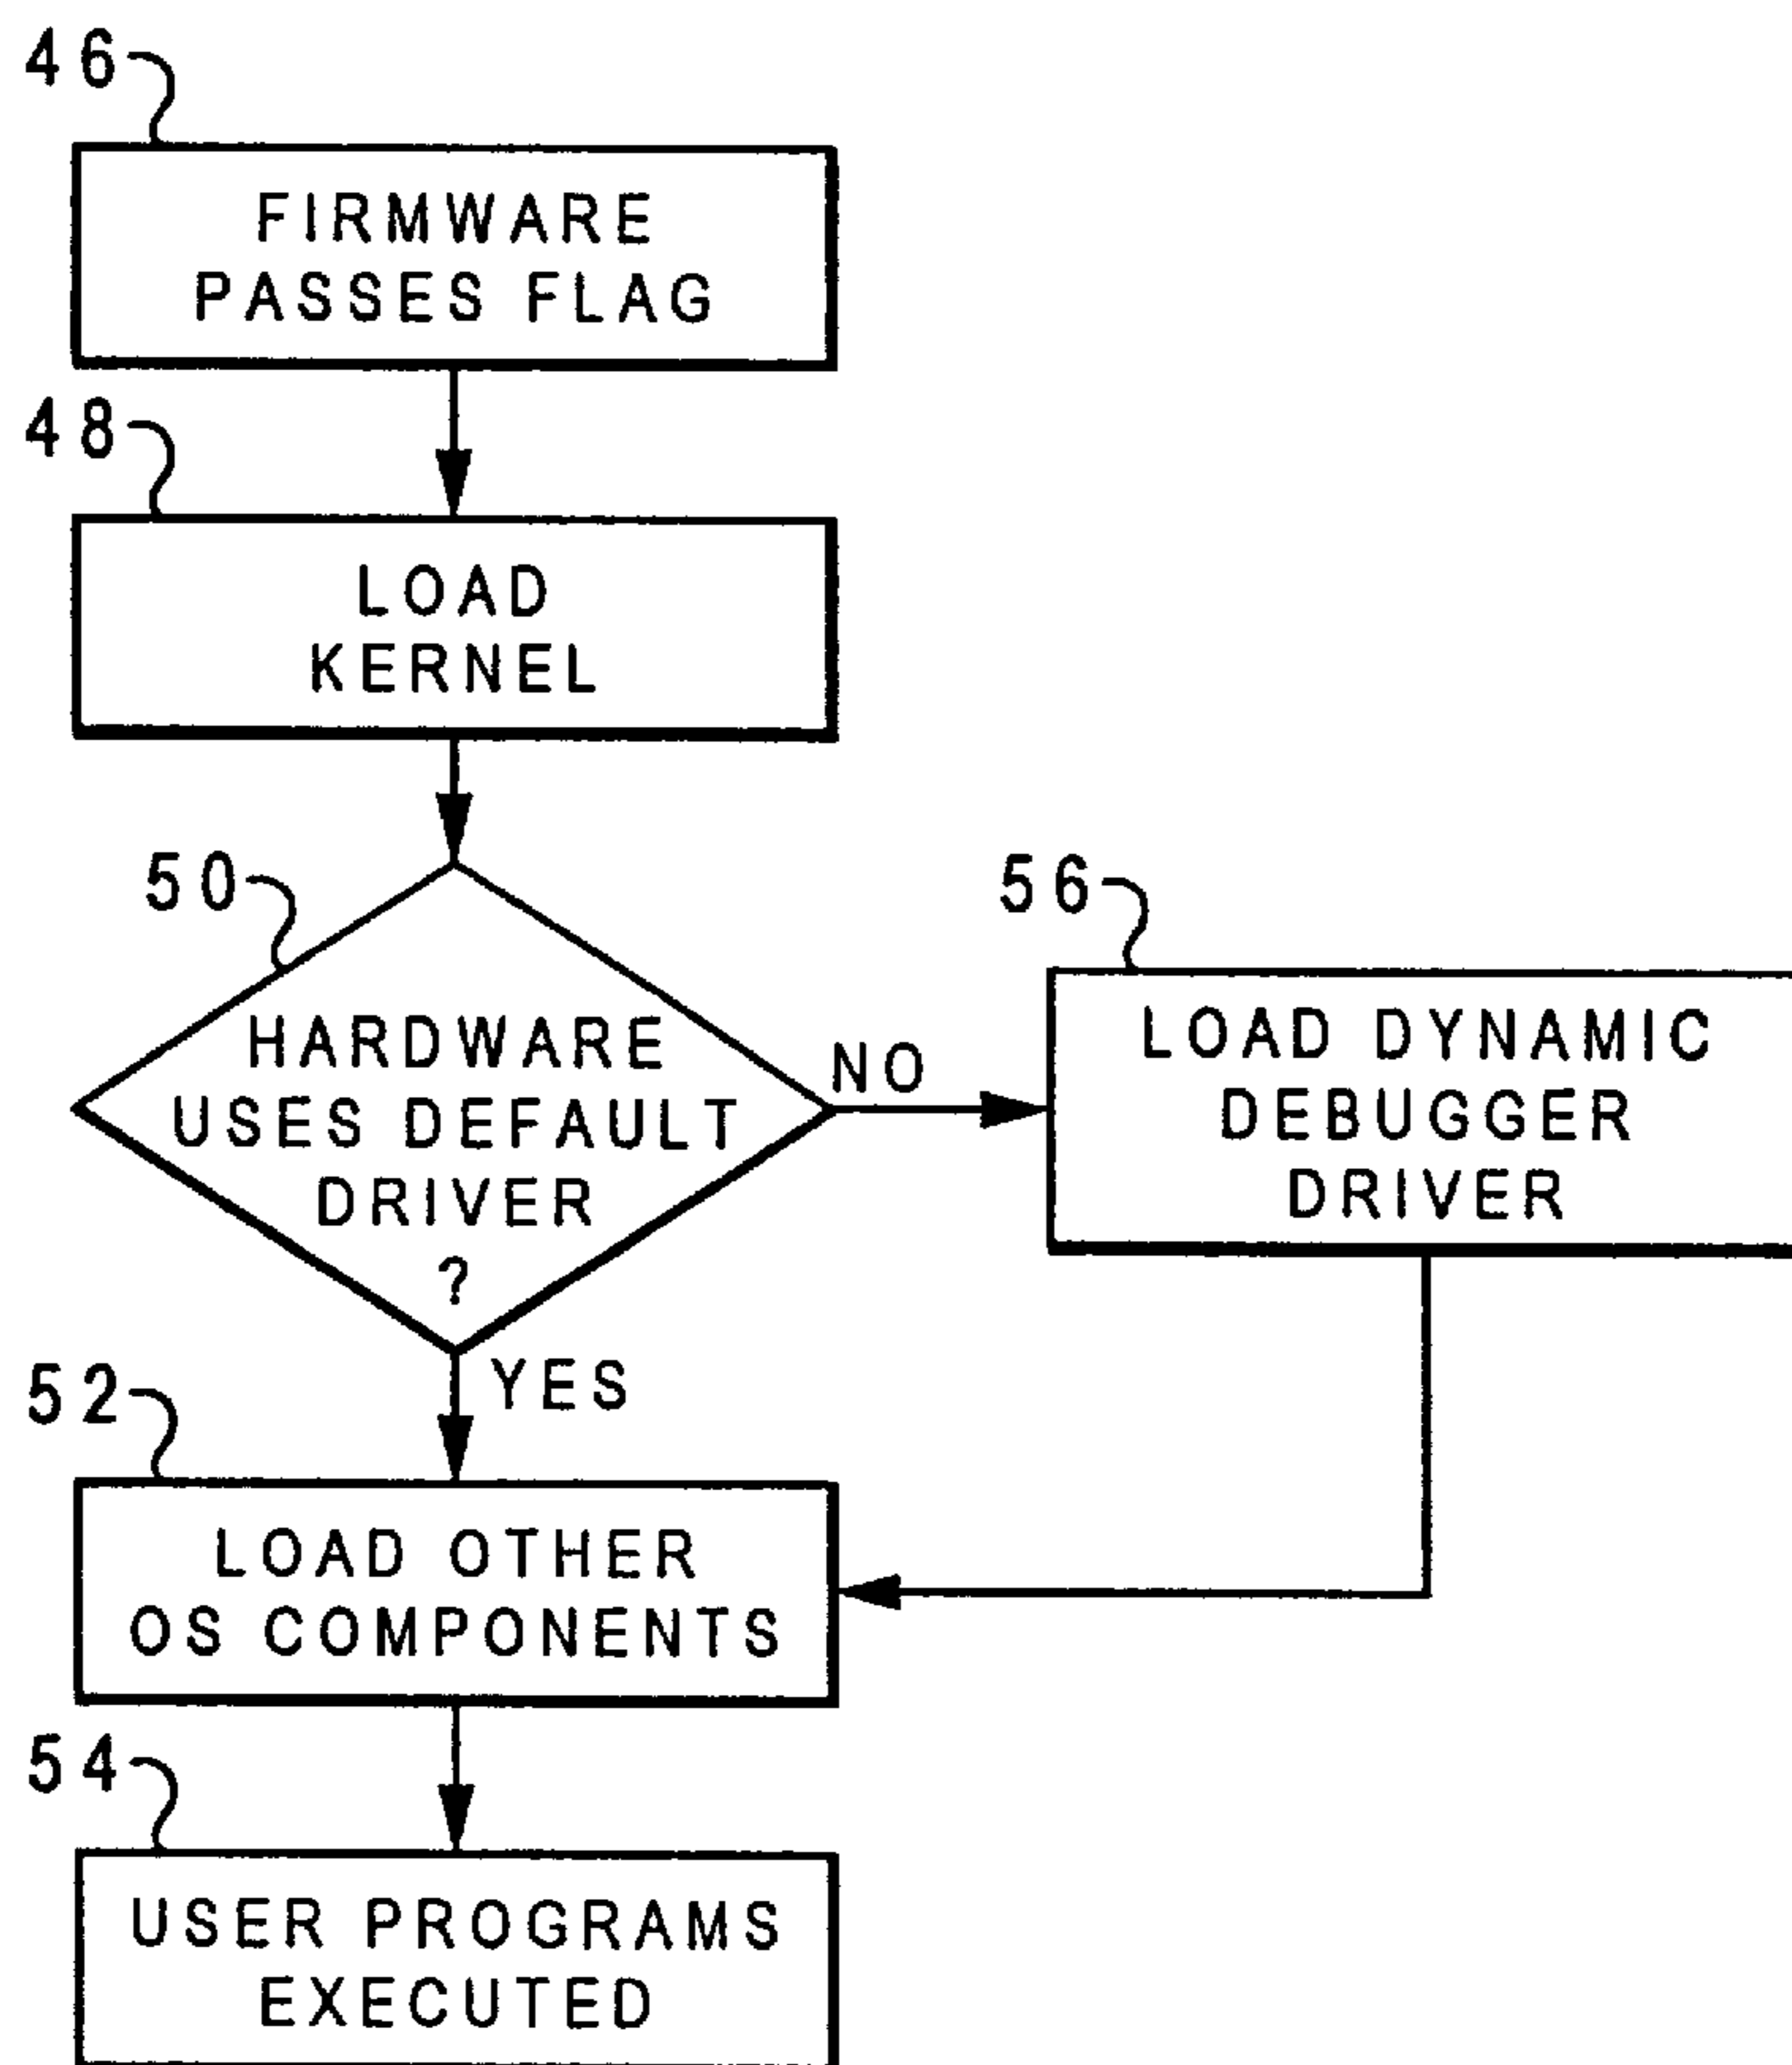 46
FIRMWARE
PASSES FLAG
48
LOAD
KERNEL
50
HARDWARE
USES DEFAULT
DRIVER
?
NO
56
LOAD DYNAMIC
DEBUGGER
DRIVER
YES
52
LOAD OTHER
OS COMPONENTS
54
USER PROGRAMS
EXECUTED